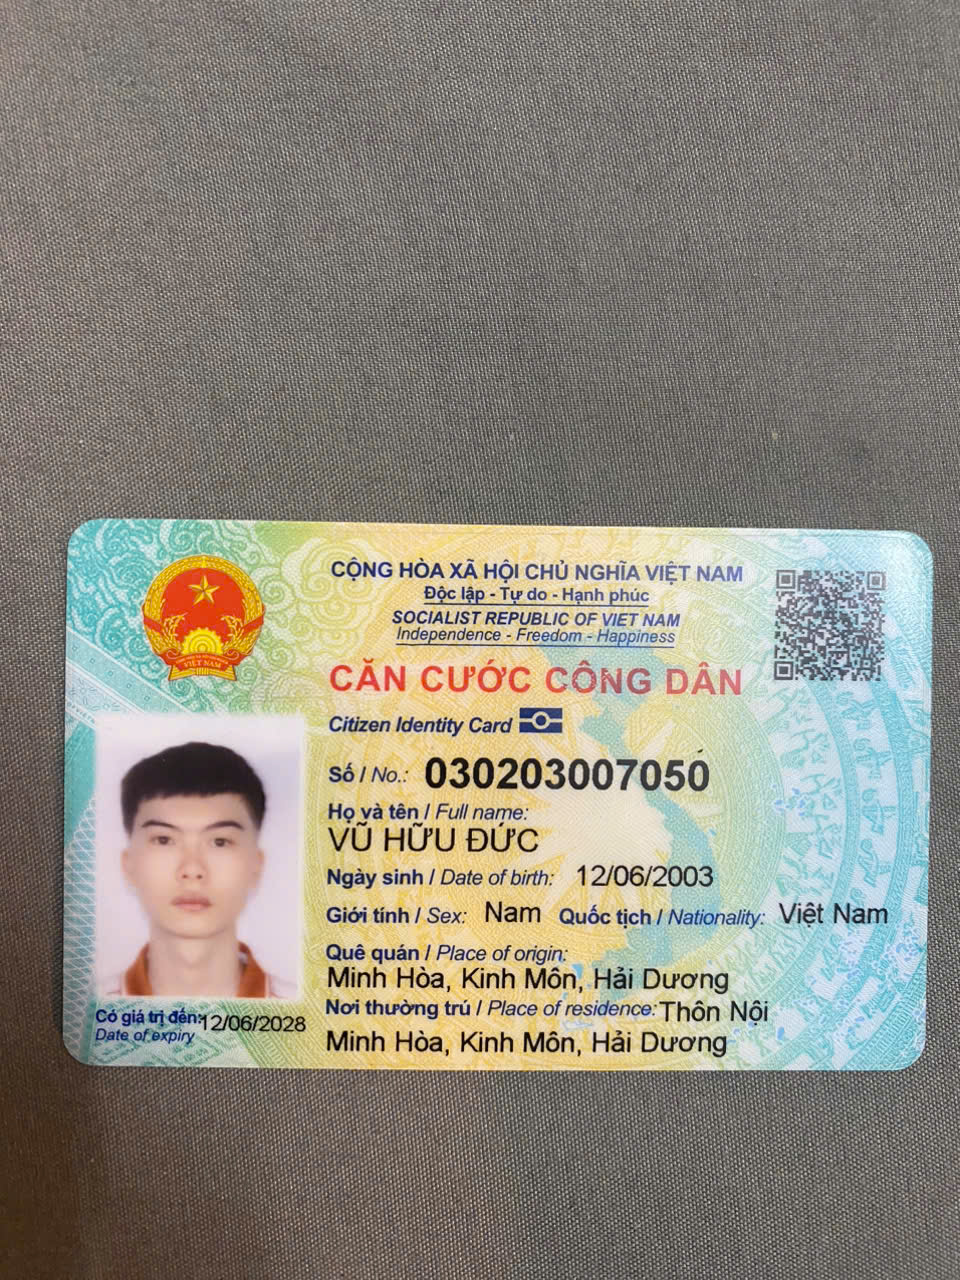 CỘNG HÒA XÃ HỘI CHỦ NGHĨA VIỆT NAM
Độc lập - Tự do - Hạnh phúc
SOCIALIST REPUBLIC OF VIET NAM
Independence - Freedom - Happiness
VIỆT NAM
CĂN CƯỚC CÔNG DÂN
Citizen Identity Card
Số / No.: 030203007050
Họ và tên / Full name:
VŨ HỮU ĐỨC
Ngày sinh / Date of birth: 12/06/2003
Giới tính / Sex: Nam Quốc tịch / Nationality: Việt Nam
Quê quán / Place of origin:
Minh Hòa, Kinh Môn, Hải Dương
Nơi thường trú / Place of residence: Thôn Nội
Minh Hòa, Kinh Môn, Hải Dương
Có giá trị đến: 12/06/2028
Date of expiry